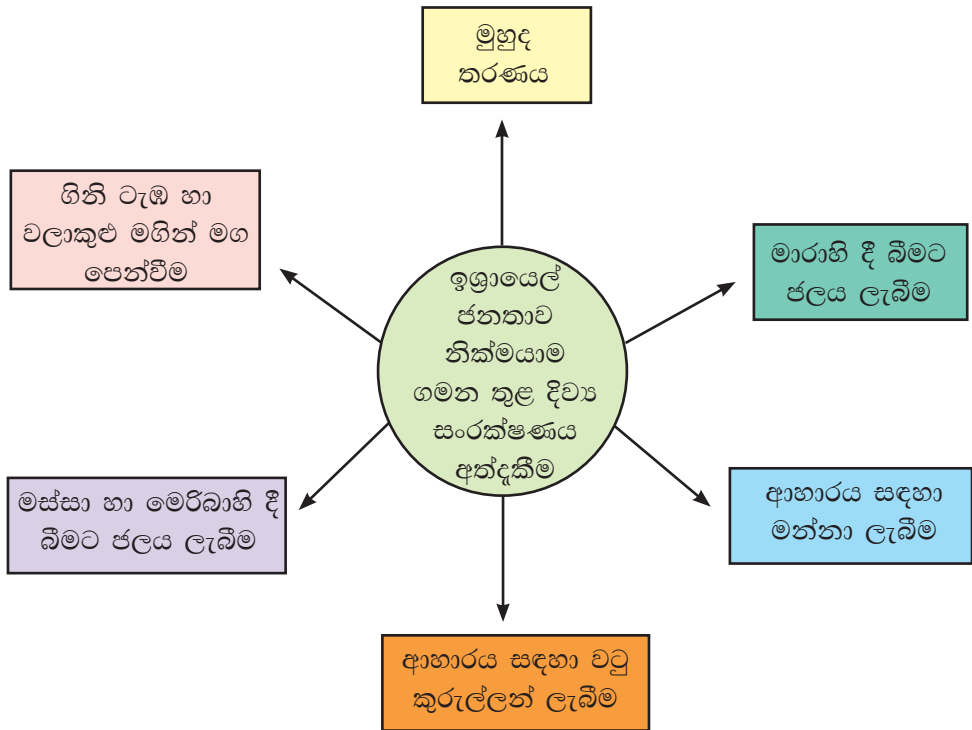 මුහුද
තරණය
ගිනි ටැඹ හා
වලාකුළු මගින් මග
පෙන්වීම
මාරාහි දී බීමට
ජලය ලැබීම
ඉශ්‍රායෙල්
ජනතාව
නික්මයාම
ගමන තුළ දිව්‍ය
සංරක්ෂණය
අත්දැකීම
මස්සා හා මෙරිබාහි දී
බීමට ජලය ලැබීම
ආහාරය සඳහා
මන්නා ලැබීම
ආහාරය සඳහා වටු
කුරුල්ලන් ලැබීම